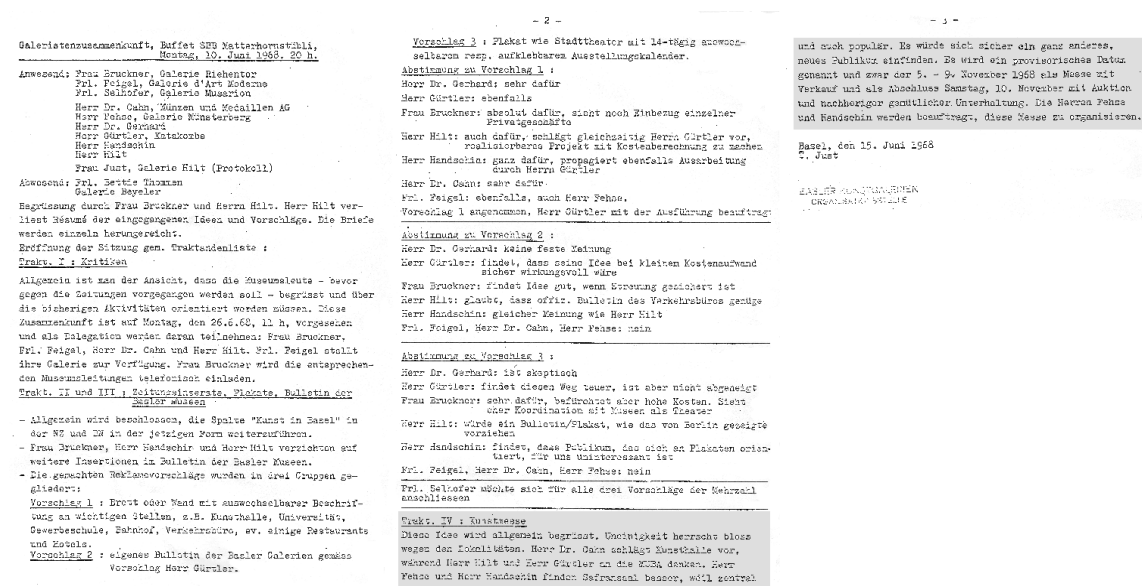 Galeristenzusammenkunft, Buffet SBB Matterhornstübli,
Montag, 10. Juni 1968. 20 h.
Anwesend: Frau Bruckner, Galerie Riehentor
Frl. Feigel, Galerie d'Art Moderne
Frl. Selhofer, Galerie Musarion
Herr Dr. Cahn, Münzen und Medaillen AG
Herr Fehse, Galerie Münsterberg
Herr Dr. Gerhard
Herr Gürtler, Katakombe
Herr Handschin
Herr Hilt
Frau Just, Galerie Hilt (Protokoll)
Abwesend: Frl. Bettie Thommen
Galerie Beyeler
Begrüssung durch Frau Bruckner und Herrn Hilt. Herr Hilt ver-
liest Résumé der eingegangenen Ideen und Vorschläge. Die Briefe
werden einzeln herumgereicht.
Eröffnung der Sitzung gem. Traktandenliste :
Trakt. I : Kritiken
Allgemein ist man der Ansicht, dass die Museumsleute - bevor
gegen die Zeitungen vorgegangen werden soll - begrüsst und über
die bisherigen Aktivitäten orientiert werden müssen. Diese
Zusammenkunft ist auf Montag, den 26.6.68, 11 h, vorgesehen
und als Delegation werden daran teilnehmen: Frau Bruckner,
Frl. Feigel, Herr Dr. Cahn und Herr Hilt. Frl. Feigel stellt
ihre Galerie zur Verfügung. Frau Bruckner wird die entsprechen-
den Museumsleitungen telefonisch einladen.
Trakt. II und III : Zeitungsinserate, Plakate, Bulletin der
Basler Museen
- Allgemein wird beschlossen, die Spalte "Kunst in Basel" in
der NZ und BN in der jetzigen Form weiterzuführen.
- Frau Bruckner, Herr Handschin und Herr Hilt verzichten auf
weitere Insertionen im Bulletin der Basler Museen.
- Die gemachten Reklamevorschläge wurden in drei Gruppen ge-
gliedert:
Vorschlag 1 : Brett oder Wand mit auswechselbarer Beschrif-
tung an wichtigen Stellen, z.B. Kunsthalle, Universität,
Gewerbeschule, Bahnhof, Verkehrsbüro, ev. einige Restaurants
und Hotels.
Vorschlag 2 : eigenes Bulletin der Basler Galerien gemäss
Vorschlag Herr Gürtler.
- 2 -
Vorschlag 3 : Plakat wie Stadttheater mit 14-tägig auswech-
selbarem resp. aufklebbarem Ausstellungskalender.
Abstimmung zu Vorschlag 1 :
Herr Dr. Gerhard: sehr dafür
Herr Gürtler: ebenfalls
Frau Bruckner: absolut dafür, sieht noch Einbezug einzelner
Privatgeschäfte
Herr Hilt: auch dafür, schlägt gleichzeitig Herrn Gürtler vor,
realisierbares Projekt mit Kostenberechnung zu machen
Herr Handschin: ganz dafür, propagiert ebenfalls Ausarbeitung
durch Herrn Gürtler
Herr Dr. Cahn: sehr dafür
Frl. Feigel: ebenfalls, auch Herr Fehse.
Vorschlag 1 angenommen, Herr Gürtler mit der Ausführung beauftragt
Abstimmung zu Vorschlag 2 :
Herr Dr. Gerhard: keine feste Meinung
Herr Gürtler: findet, dass seine Idee bei kleinem Kostenaufwand
sicher wirkungsvoll wäre
Frau Bruckner: findet Idee gut, wenn Streuung gesichert ist
Herr Hilt: glaubt, dass offiz. Bulletin des Verkehrsbüros genüge
Herr Handschin: gleicher Meinung wie Herr Hilt
Frl. Feigel, Herr Dr. Cahn, Herr Fehse: nein
Abstimmung zu Vorschlag 3 :
Herr Dr. Gerhard: ist skeptisch
Herr Gürtler: findet diesen Weg teuer, ist aber nicht abgeneigt
Frau Bruckner: sehr dafür, befürchtet aber hohe Kosten. Sieht
eher Koordination mit Museen als Theater
Herr Hilt: würde ein Bulletin/Plakat, wie das von Berlin gezeigte
vorziehen
Herr Handschin: findet, dass Publikum, das sich an Plakaten orien-
tiert, für uns uninteressant ist
Frl. Feigel, Herr Dr. Cahn, Herr Fehse: nein
Frl. Selhofer möchte sich für alle drei Vorschläge der Mehrzahl
anschliessen
Trakt. IV : Kunstmesse
Diese Idee wird allgemein begrüsst. Uneinigkeit herrscht bloss
wegen den Lokalitäten. Herr Dr. Cahn schlägt Kunsthalle vor,
während Herr Hilt und Herr Gürtler an die MUBA denken. Herr
Fehse und Herr Handschin finden Safransaal besser, weil zentral
- 3 -
und auch populär. Es würde sich sicher ein ganz anderes,
neues Publikum einfinden. Es wird ein provisorisches Datum
genannt und zwar der 5. - 9. November 1968 als Messe mit
Verkauf und als Abschluss Samstag, 10. November mit Auktion
und nachheriger gemütlicher Unterhaltung. Die Herren Fehse
und Handschin werden beauftragt, diese Messe zu organisieren.
Basel, den 15. Juni 1968
Just
BASLER KUNSTGALERIEN